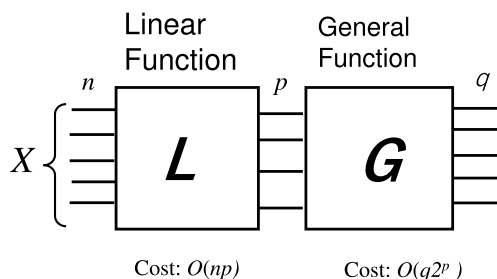 Linear
Function
General
Function
n
p
q
X
L
G
Cost: O(np)
Cost: O(q2^p )